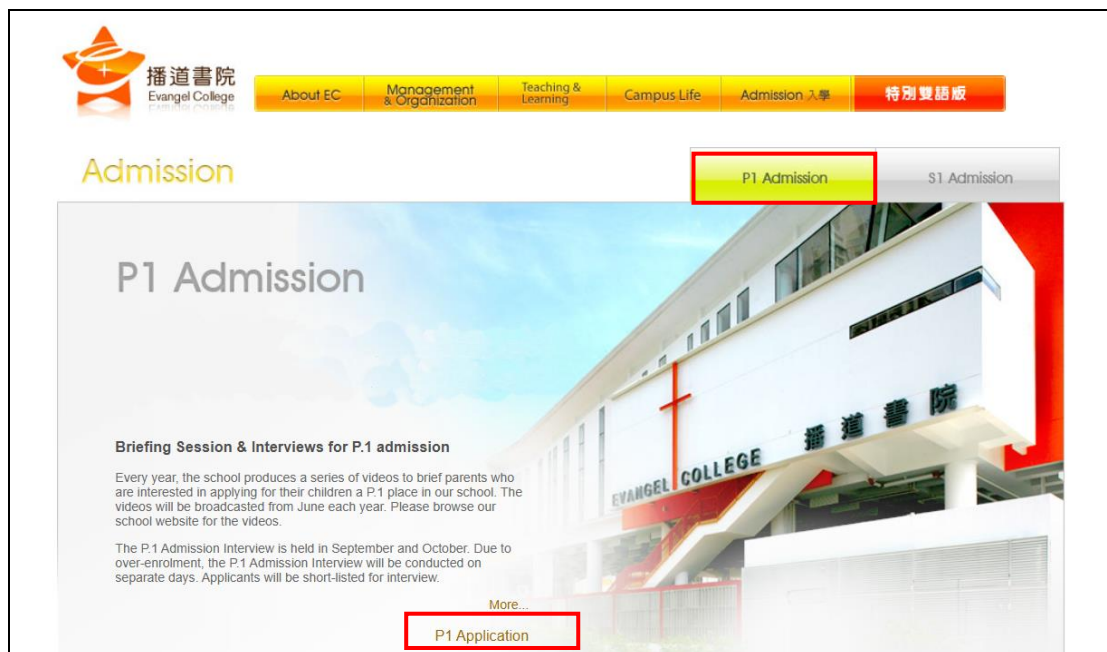 播道書院
Evangel College
About EC
Management
& Organization
Teaching &
Learning
Campus Life
Admission 入學
特別雙語版
Admission
P1 Admission
S1 Admission
P1 Admission
Briefing Session & Interviews for P.1 admission
Every year, the school produces a series of videos to brief parents who
are interested in applying for their children a P.1 place in our school. The
videos will be broadcasted from June each year. Please browse our
school website for the videos.
The P.1 Admission Interview is held in September and October. Due to
over-enrolment, the P.1 Admission Interview will be conducted on
separate days. Applicants will be short-listed for interview.
More...
P1 Application
EVANGEL COLLEGE 播道書院